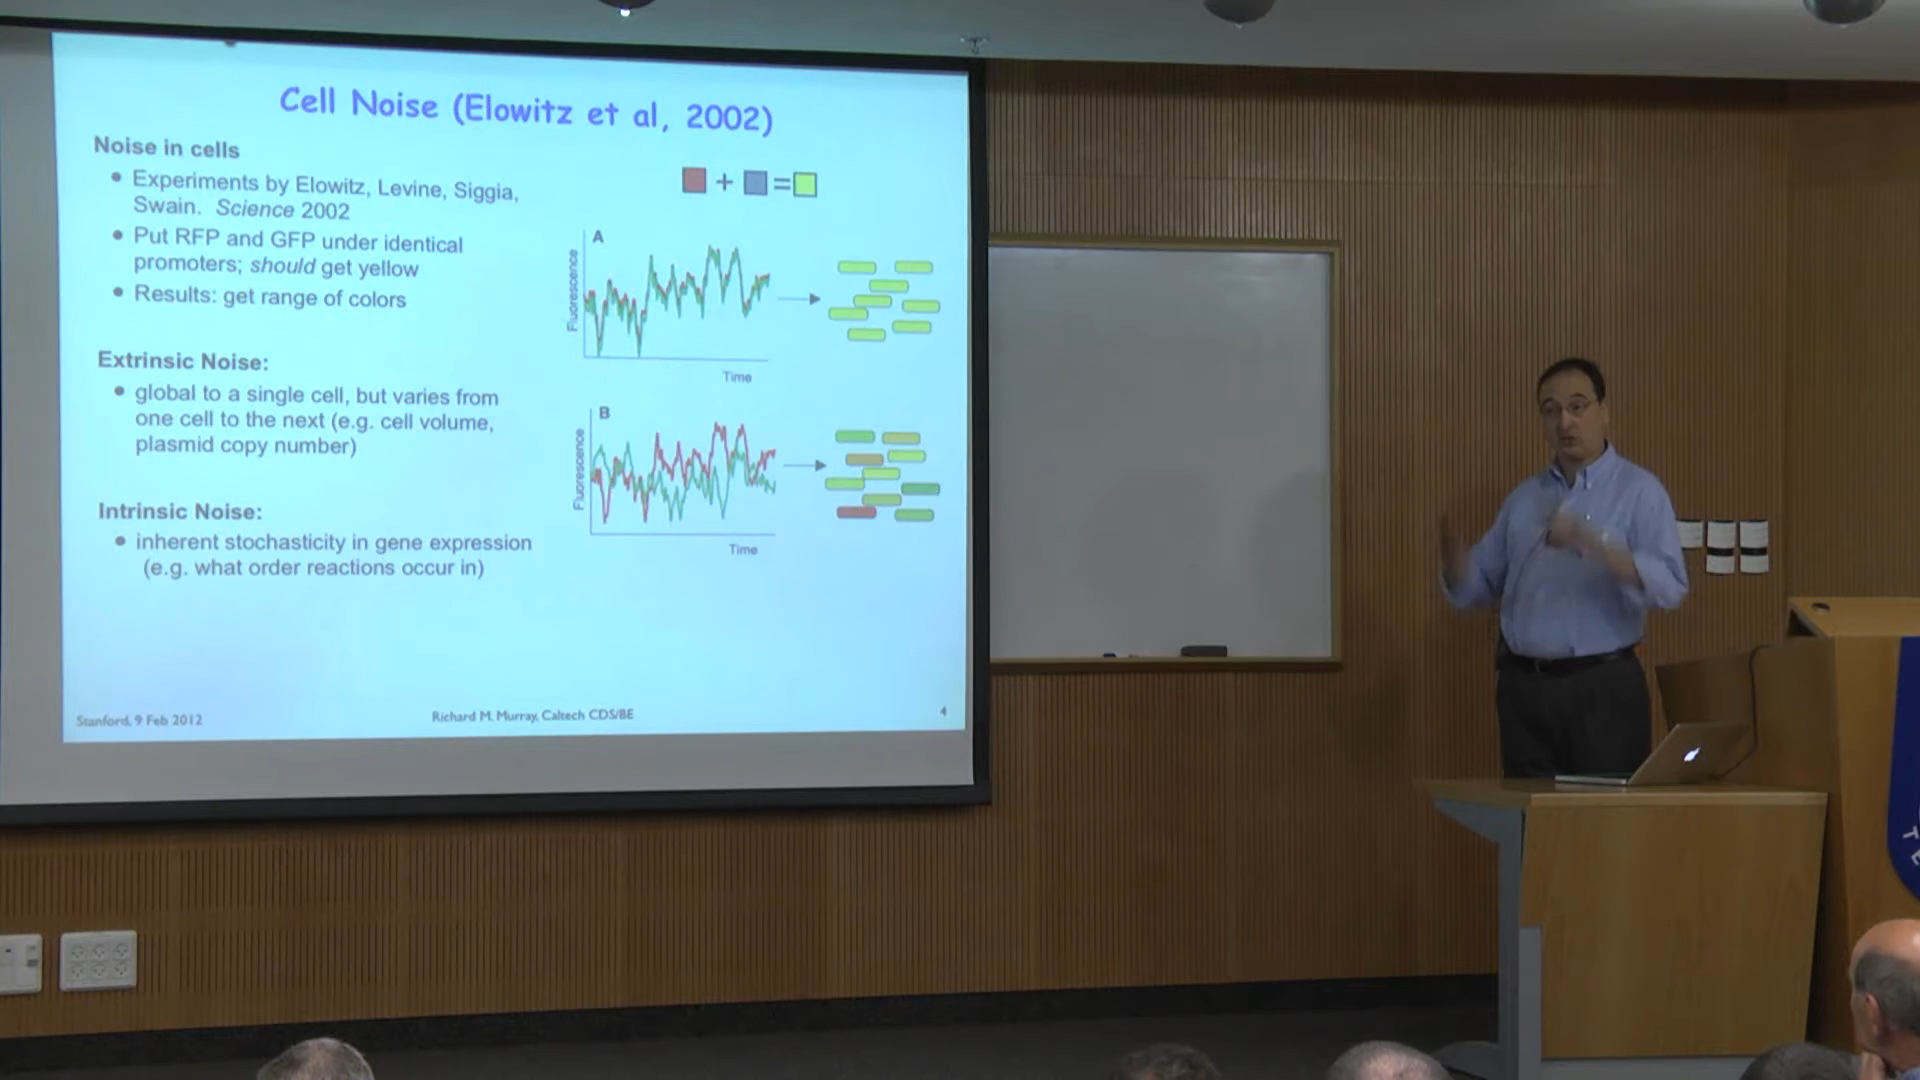 Cell Noise (Elowitz et al, 2002)
Noise in cells
• Experiments by Elowitz, Levine, Siggia,
Swain. Science 2002
• Put RFP and GFP under identical
promoters; should get yellow
• Results: get range of colors
Extrinsic Noise:
• global to a single cell, but varies from
one cell to the next (e.g. cell volume,
plasmid copy number)
Intrinsic Noise:
• inherent stochasticity in gene expression
(e.g. what order reactions occur in)
+ =
A
Fluorescence
Time
B
Fluorescence
Time
Stanford, 9 Feb 2012
Richard M. Murray, Caltech CDS/BE
4